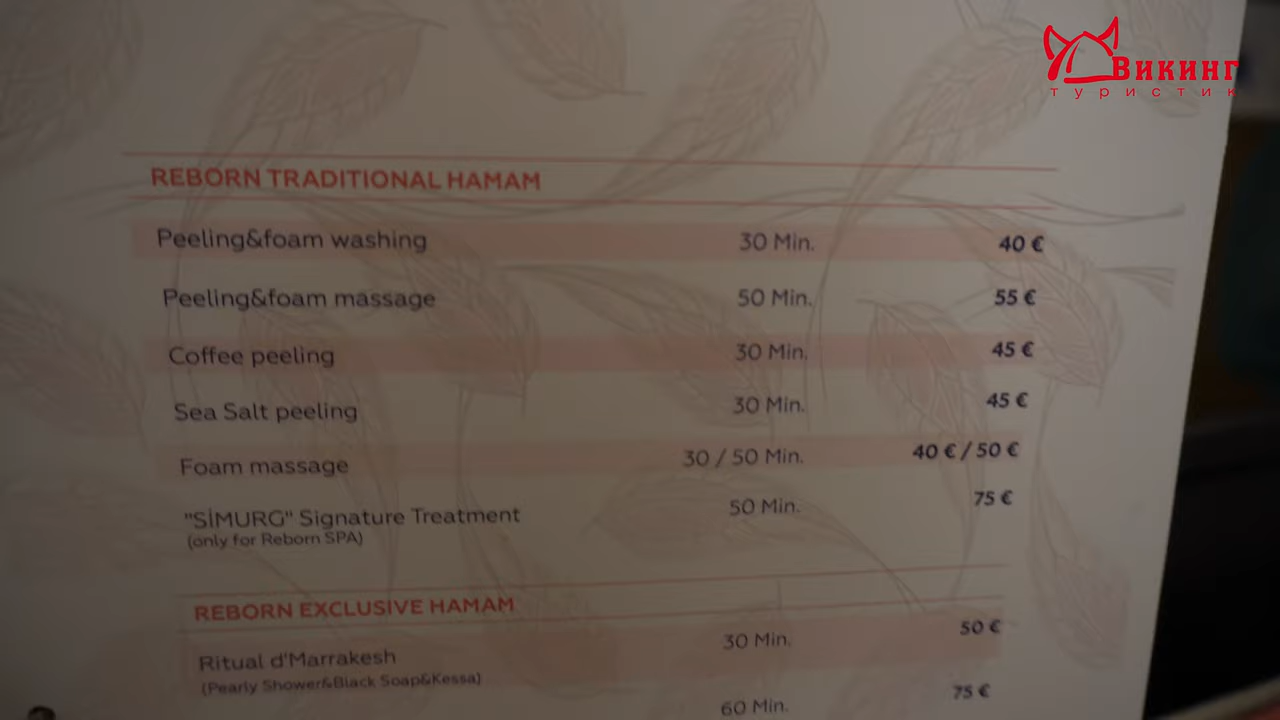 Викинг
туристик
REBORN TRADITIONAL HAMAM
Peeling&foam washing 30 Min. 40 €
Peeling&foam massage 50 Min. 55 €
Coffee peeling 30 Min. 45 €
Sea Salt peeling 30 Min. 45 €
Foam massage 30 / 50 Min. 40 € / 50 €
"SİMURG" Signature Treatment 50 Min. 75 €
(only for Reborn SPA)
REBORN EXCLUSIVE HAMAM
Ritual d'Marrakesh 30 Min. 50 €
(Pearly Shower&Black Soap&Kessa)
60 Min. 75 €